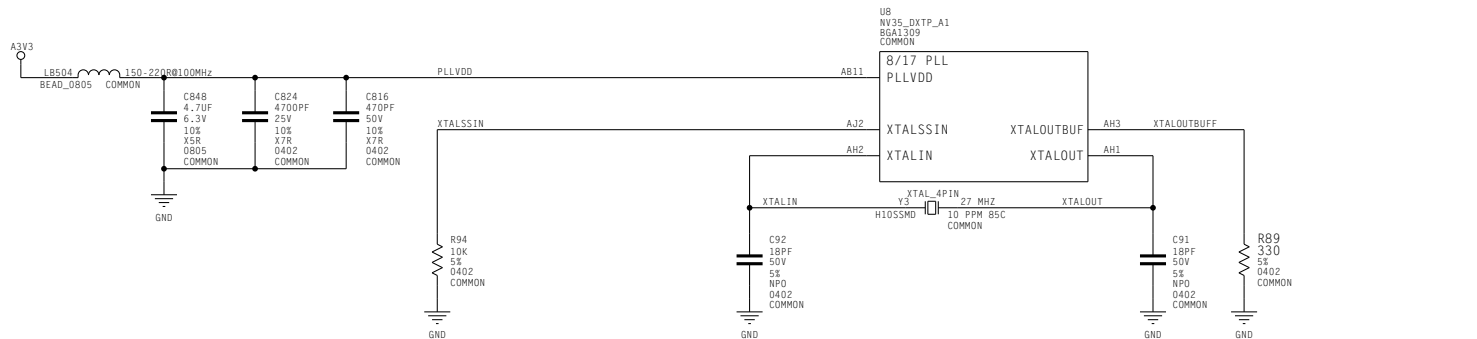 U8
NV35_DXTP_A1
BGA1309
COMMON
A3V3
LB504
150-220R@100MHz
BEAD_0805 COMMON
PLLVDD
AB11
8/17 PLL
PLLVDD
C848
4.7UF
6.3V
10%
X5R
0805
COMMON
C824
4700PF
25V
10%
X7R
0402
COMMON
C816
470PF
50V
10%
X7R
0402
COMMON
GND
XTALSSIN
AJ2
XTALSSIN
XTALOUTBUF
AH3
XTALOUTBUFF
AH2
XTALIN
XTALOUT
AH1
XTAL_4PIN
XTALIN
Y3
27 MHZ
XTALOUT
H10SSMD
10 PPM 85C
COMMON
R94
10K
5%
0402
COMMON
GND
C92
18PF
50V
5%
NPO
0402
COMMON
GND
C91
18PF
50V
5%
NPO
0402
COMMON
GND
R89
330
5%
0402
COMMON
GND